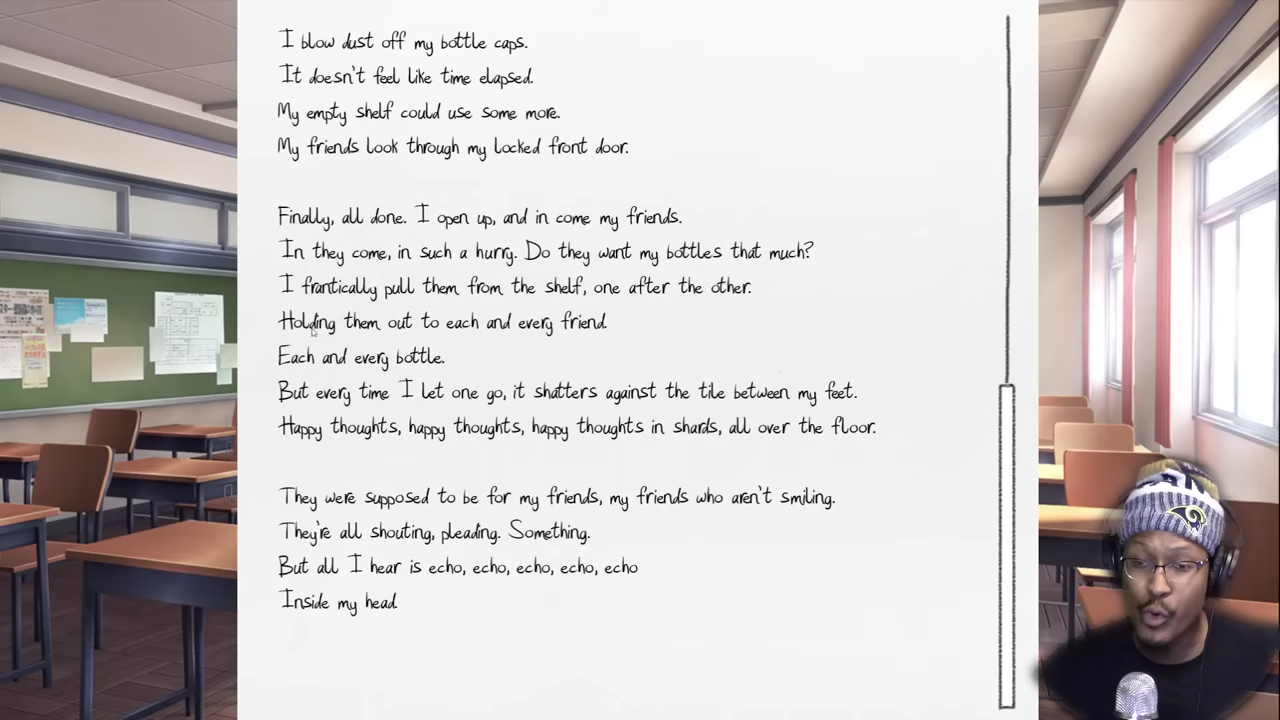 I blow dust off my bottle caps.
It doesn't feel like time elapsed.
My empty shelf could use some more.
My friends look through my locked front door.
Finally, all done. I open up, and in come my friends.
In they come, in such a hurry. Do they want my bottles that much?
I frantically pull them from the shelf, one after the other.
Holding them out to each and every friend.
Each and every bottle.
But every time I let one go, it shatters against the tile between my feet.
Happy thoughts, happy thoughts, happy thoughts in shards, all over the floor.
They were supposed to be for my friends, my friends who aren't smiling.
They're all shouting, pleading. Something.
But all I hear is echo, echo, echo, echo, echo
Inside my head.